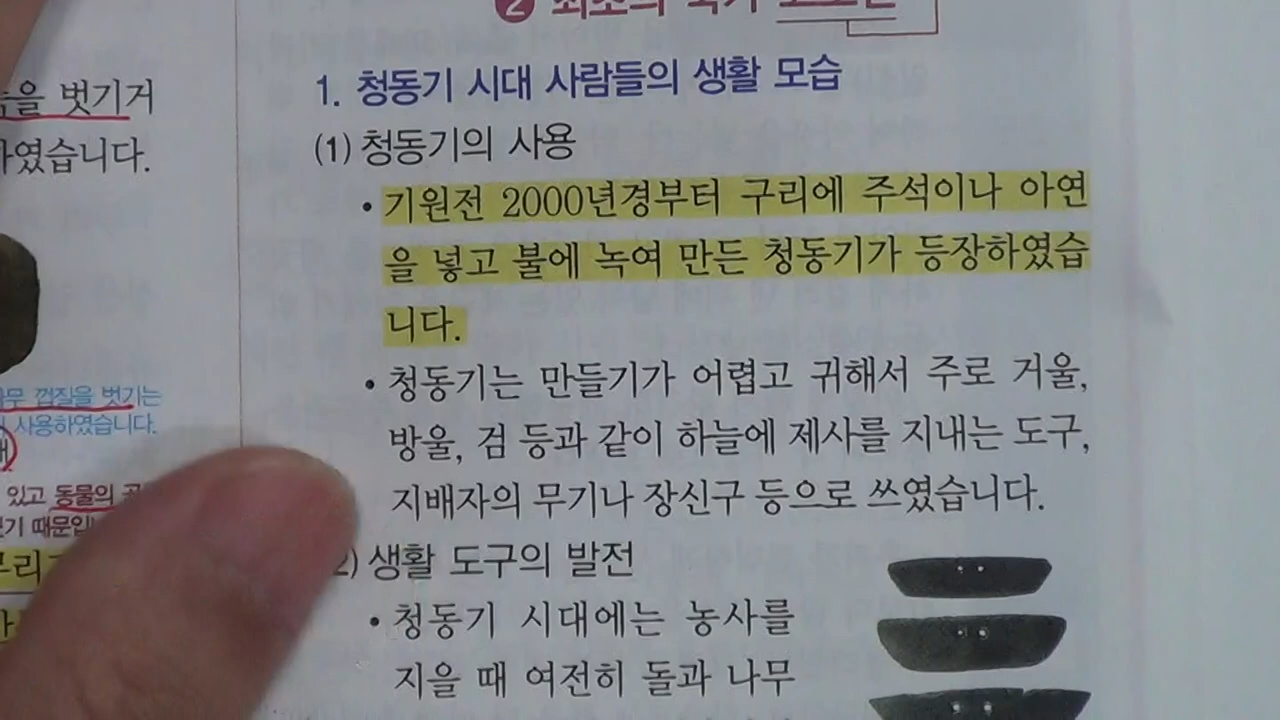 벗기거
였습니다.
껍질을 벗기는
사용하였습니다.
있고 동물의
때문입
② 최초의 국가
1. 청동기 시대 사람들의 생활 모습
(1) 청동기의 사용
• 기원전 2000년경부터 구리에 주석이나 아연
을 넣고 불에 녹여 만든 청동기가 등장하였습
니다.
• 청동기는 만들기가 어렵고 귀해서 주로 거울,
방울, 검 등과 같이 하늘에 제사를 지내는 도구,
지배자의 무기나 장신구 등으로 쓰였습니다.
2) 생활 도구의 발전
• 청동기 시대에는 농사를
지을 때 여전히 돌과 나무